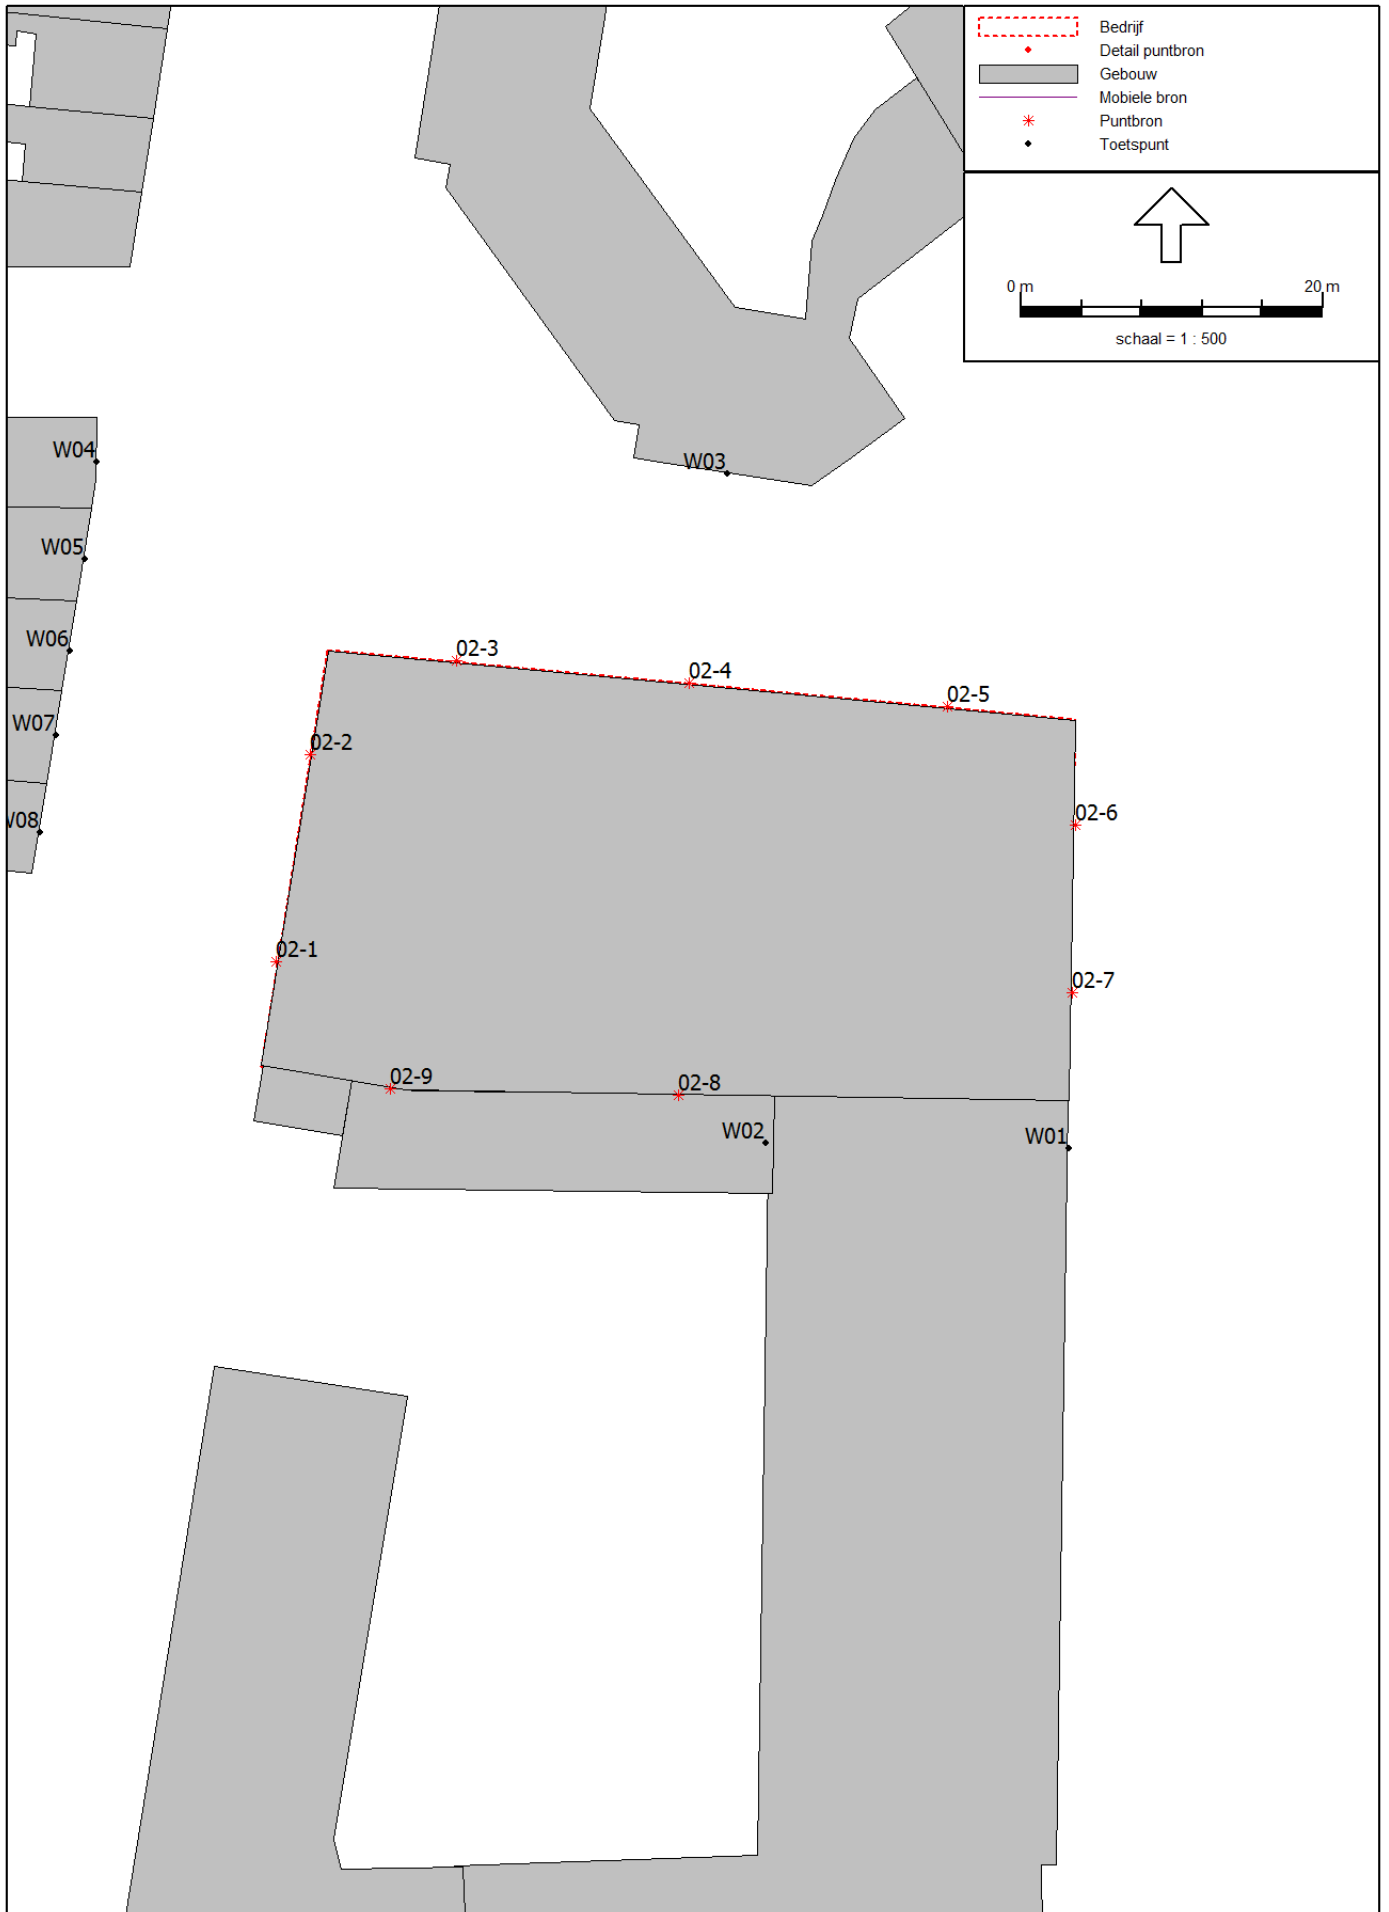 Bedrijf
Detail puntbron
Gebouw
Mobiele bron
Puntbron
Toetspunt
0 m 20 m
schaal = 1 : 500
W04
W03
W05
W06
02-3
02-4
02-5
W07
02-2
02-6
W08
02-1
02-7
02-9
02-8
W02
W01